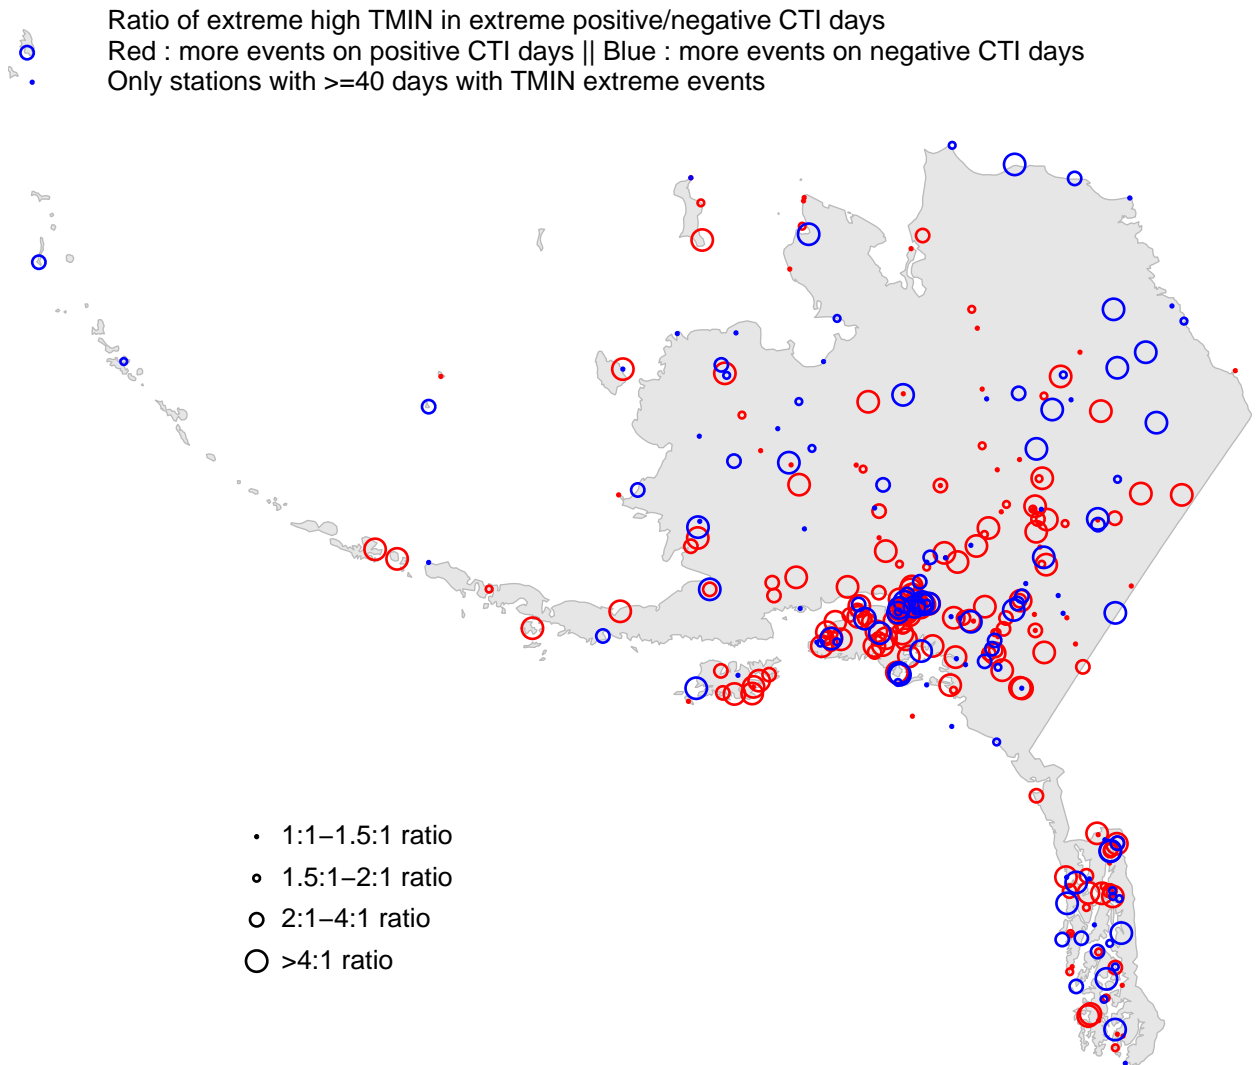 Ratio of extreme high TMIN in extreme positive/negative CTI days
Red : more events on positive CTI days || Blue : more events on negative CTI days
Only stations with >=40 days with TMIN extreme events
1:1−1.5:1 ratio
1.5:1−2:1 ratio
2:1−4:1 ratio
>4:1 ratio